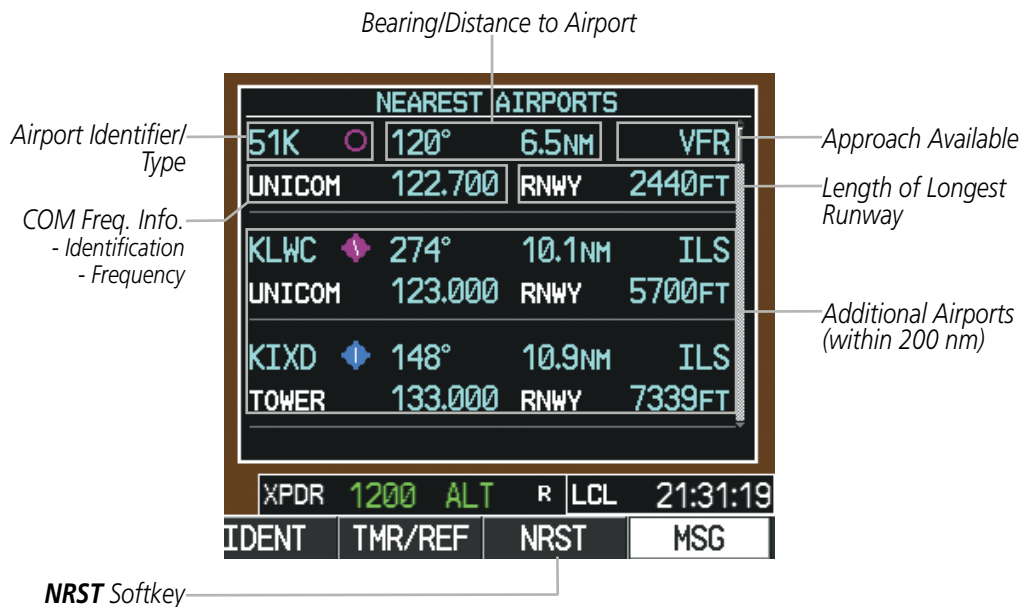 Bearing/Distance to Airport
NEAREST AIRPORTS
Airport Identifier/
Type
51K 120° 6.5NM VFR
Approach Available
UNICOM 122.700 RNWY 2440FT
Length of Longest
Runway
COM Freq. Info.
- Identification
- Frequency
KLWC 274° 10.1NM ILS
UNICOM 123.000 RNWY 5700FT
Additional Airports
(within 200 nm)
KIXD 148° 10.9NM ILS
TOWER 133.000 RNWY 7339FT
XPDR 1200 ALT R LCL 21:31:19
IDENT TMR/REF NRST MSG
NRST Softkey